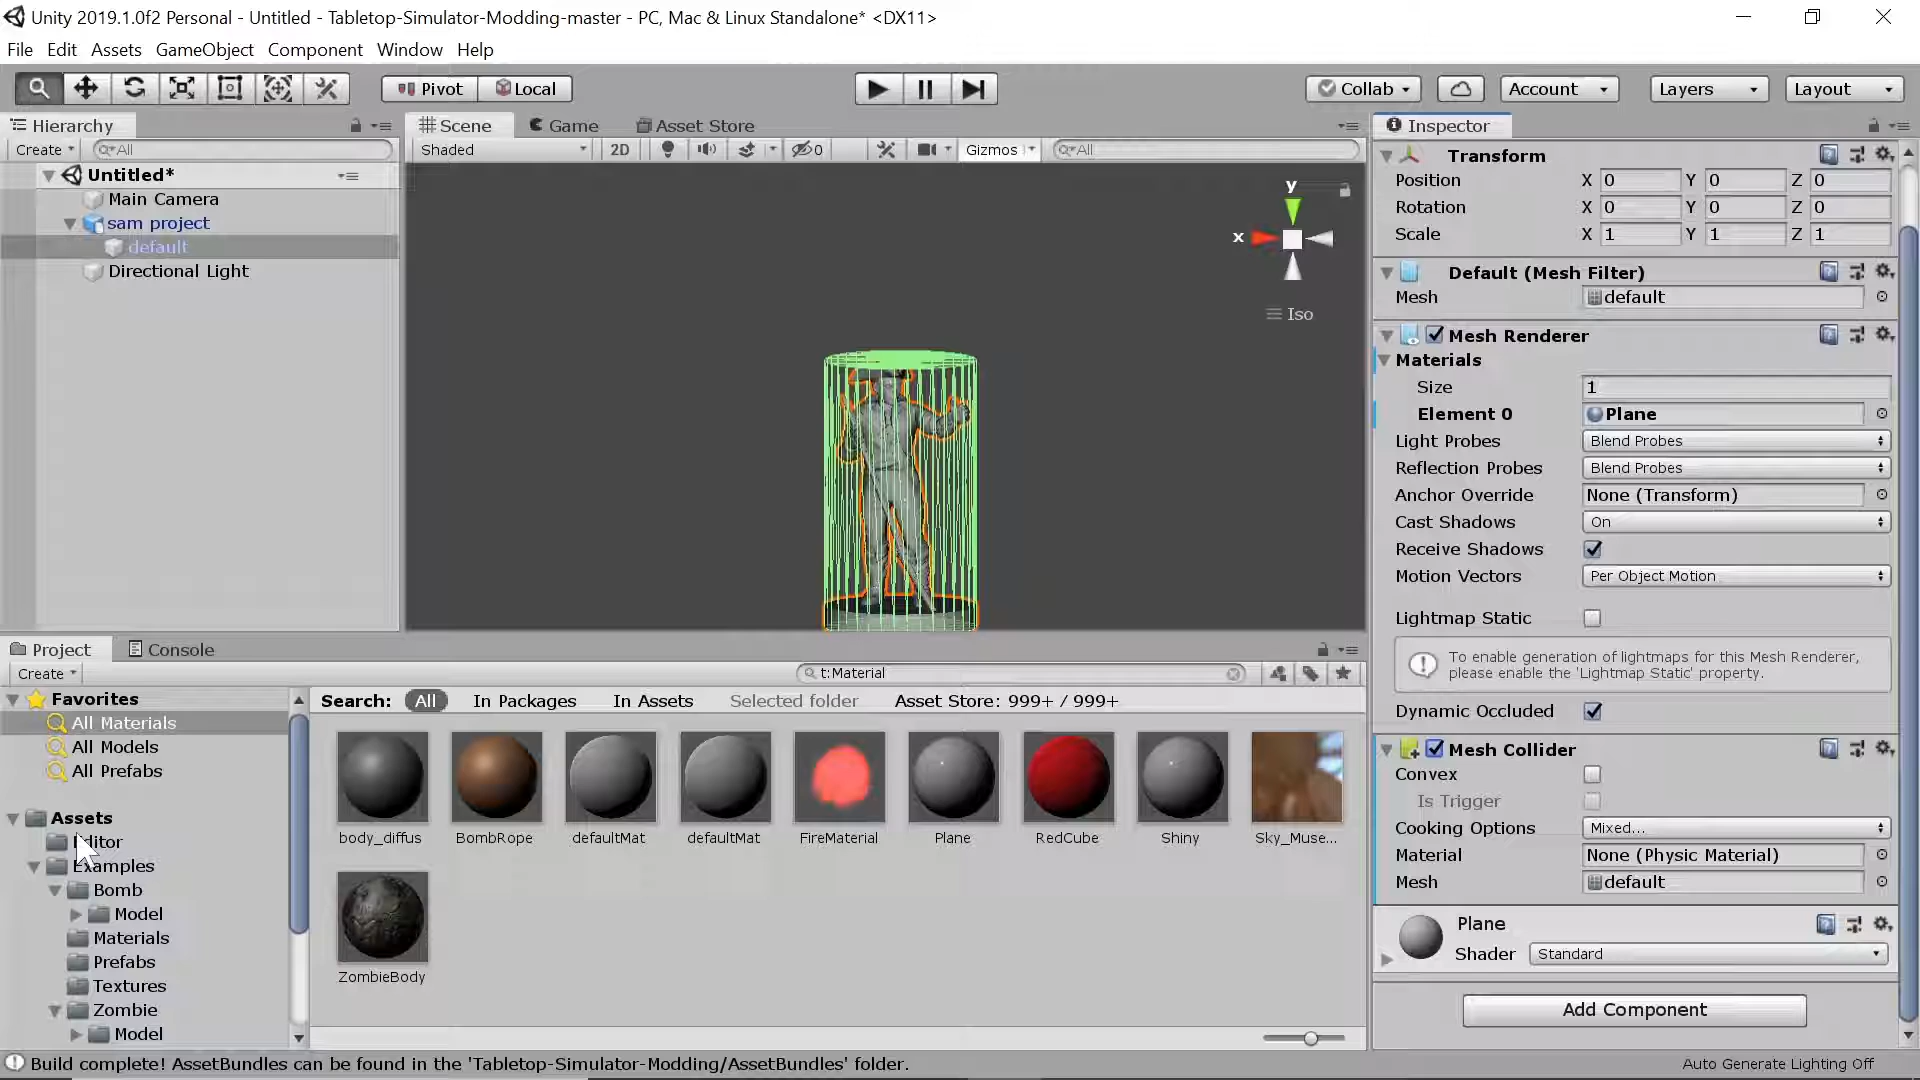 Unity 2019.1.0f2 Personal - Untitled - Tabletop-Simulator-Modding-master - PC, Mac & Linux Standalone* <DX11>
File Edit Assets GameObject Component Window Help
Pivot Local Collab Account Layers Layout
Hierarchy
Create All
Untitled*
Main Camera
sam project
default
Directional Light
Scene Game Asset Store
Shaded 2D 0 Gizmos All
y
x
Iso
Inspector
Transform
Position X 0 Y 0 Z 0
Rotation X 0 Y 0 Z 0
Scale X 1 Y 1 Z 1
Default (Mesh Filter)
Mesh default
Mesh Renderer
Materials
Size 1
Element 0 Plane
Light Probes Blend Probes
Reflection Probes Blend Probes
Anchor Override None (Transform)
Cast Shadows On
Receive Shadows
Motion Vectors Per Object Motion
Lightmap Static
To enable generation of lightmaps for this Mesh Renderer,
please enable the 'Lightmap Static' property.
Dynamic Occluded
Mesh Collider
Convex
Is Trigger
Cooking Options Mixed...
Material None (Physic Material)
Mesh default
Plane
Shader Standard
Add Component
Project Console
Create t:Material
Favorites
All Materials
All Models
All Prefabs
Assets
Editor
Examples
Bomb
Model
Materials
Prefabs
Textures
Zombie
Model
Search: All In Packages In Assets Selected folder Asset Store: 999+ / 999+
body_diffus BombRope defaultMat defaultMat FireMaterial Plane RedCube Shiny Sky_Muse...
ZombieBody
Build complete! AssetBundles can be found in the 'Tabletop-Simulator-Modding/AssetBundles' folder.
Auto Generate Lighting Off